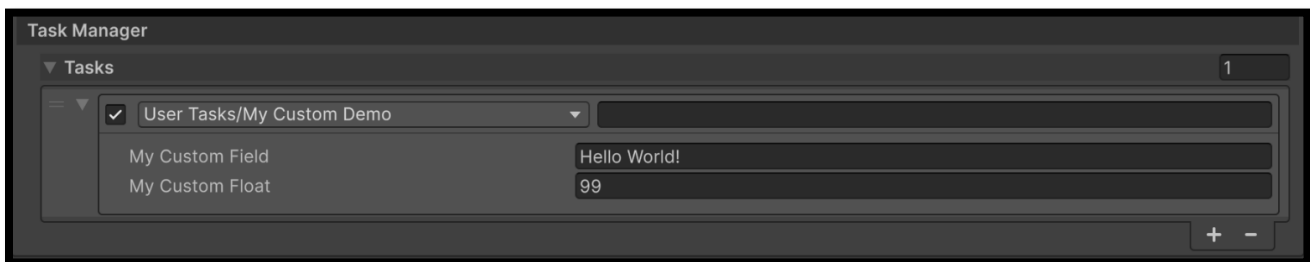 Task Manager
Tasks 1
User Tasks/My Custom Demo
My Custom Field Hello World!
My Custom Float 99